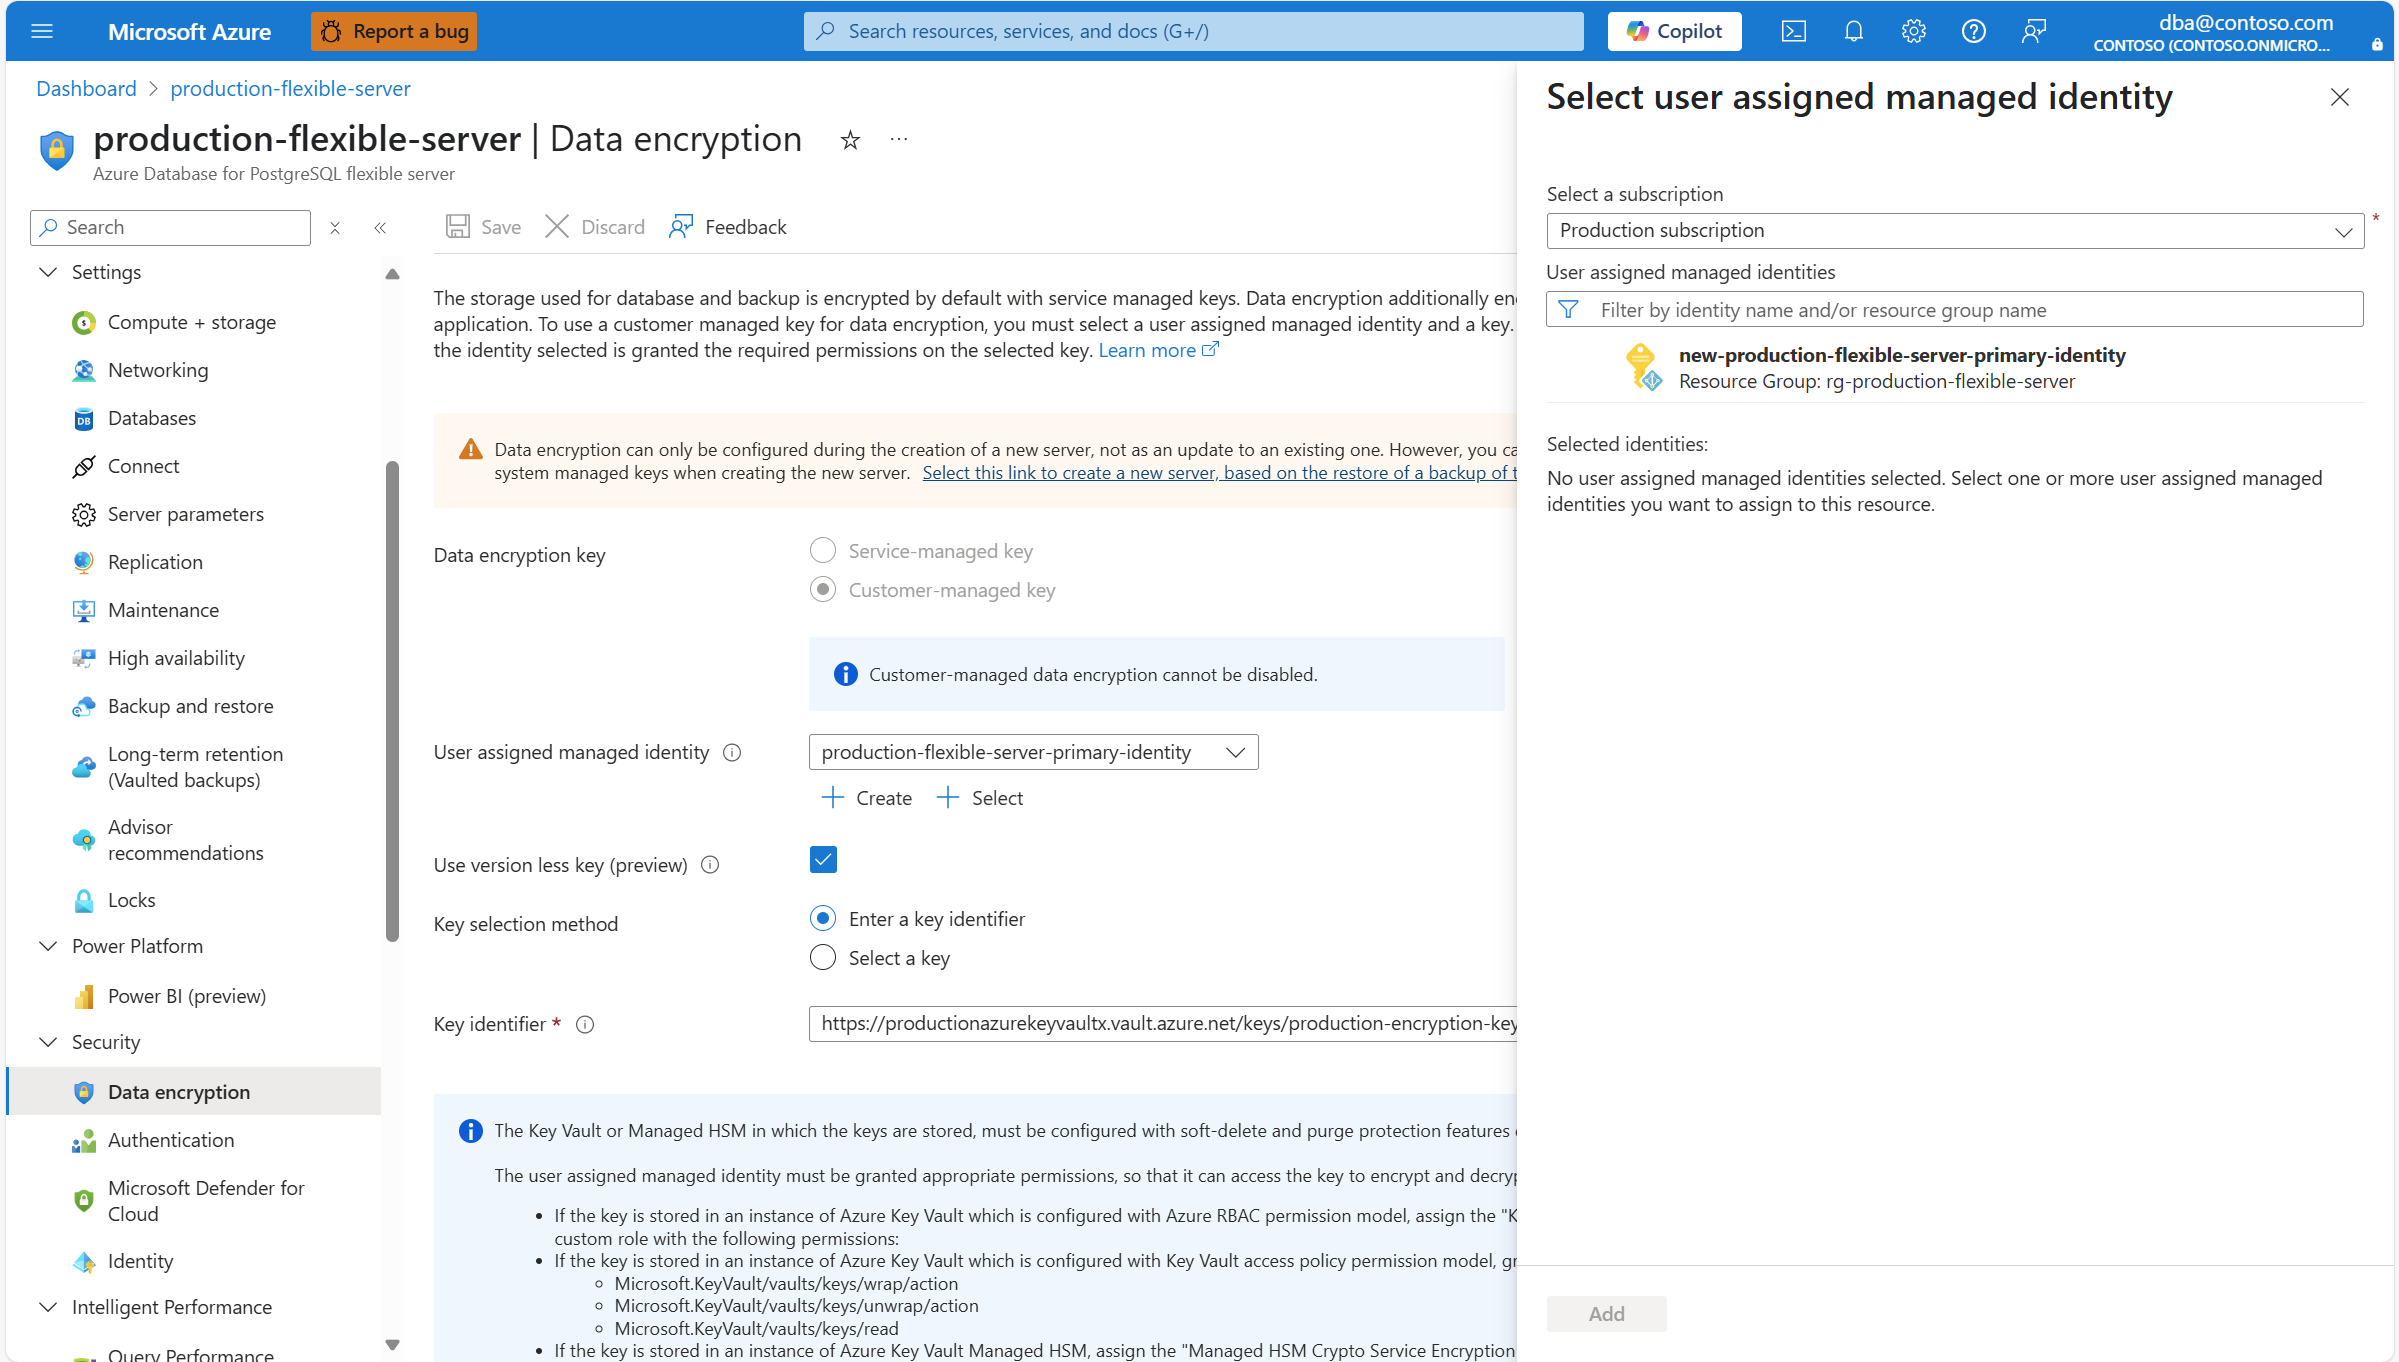 Microsoft Azure
Report a bug
Search resources, services, and docs (G+/)
Copilot
dba@contoso.com
CONTOSO (CONTOSO.ONMICRO...
Dashboard > production-flexible-server
production-flexible-server | Data encryption
Azure Database for PostgreSQL flexible server
Search
Settings
Compute + storage
Networking
Databases
Connect
Server parameters
Replication
Maintenance
High availability
Backup and restore
Long-term retention
(Vaulted backups)
Advisor
recommendations
Locks
Power Platform
Power BI (preview)
Security
Data encryption
Authentication
Microsoft Defender for
Cloud
Identity
Intelligent Performance
Query Performance
Save
Discard
Feedback
The storage used for database and backup is encrypted by default with service managed keys. Data encryption additionally
application. To use a customer managed key for data encryption, you must select a user assigned managed identity and a key.
the identity selected is granted the required permissions on the selected key. Learn more
Data encryption can only be configured during the creation of a new server, not as an update to an existing one. However, you
system managed keys when creating the new server. Select this link to create a new server, based on the restore of a backup of
Data encryption key
Service-managed key
Customer-managed key
Customer-managed data encryption cannot be disabled.
User assigned managed identity
production-flexible-server-primary-identity
Create
Select
Use version less key (preview)
Key selection method
Enter a key identifier
Select a key
Key identifier *
https://productionazurekeyvaultx.vault.azure.net/keys/production-encryption-key
The Key Vault or Managed HSM in which the keys are stored, must be configured with soft-delete and purge protection features
The user assigned managed identity must be granted appropriate permissions, so that it can access the key to encrypt and
• If the key is stored in an instance of Azure Key Vault which is configured with Azure RBAC permission model, assign the
custom role with the following permissions:
• If the key is stored in an instance of Azure Key Vault which is configured with Key Vault access policy permission model,
Microsoft.KeyVault/vaults/keys/wrap/action
Microsoft.KeyVault/vaults/keys/unwrap/action
Microsoft.KeyVault/vaults/keys/read
• If the key is stored in an instance of Azure Key Vault Managed HSM, assign the "Managed HSM Crypto Service Encryption
Select user assigned managed identity
Select a subscription
Production subscription
*
User assigned managed identities
Filter by identity name and/or resource group name
new-production-flexible-server-primary-identity
Resource Group: rg-production-flexible-server
Selected identities:
No user assigned managed identities selected. Select one or more user assigned managed
identities you want to assign to this resource.
Add